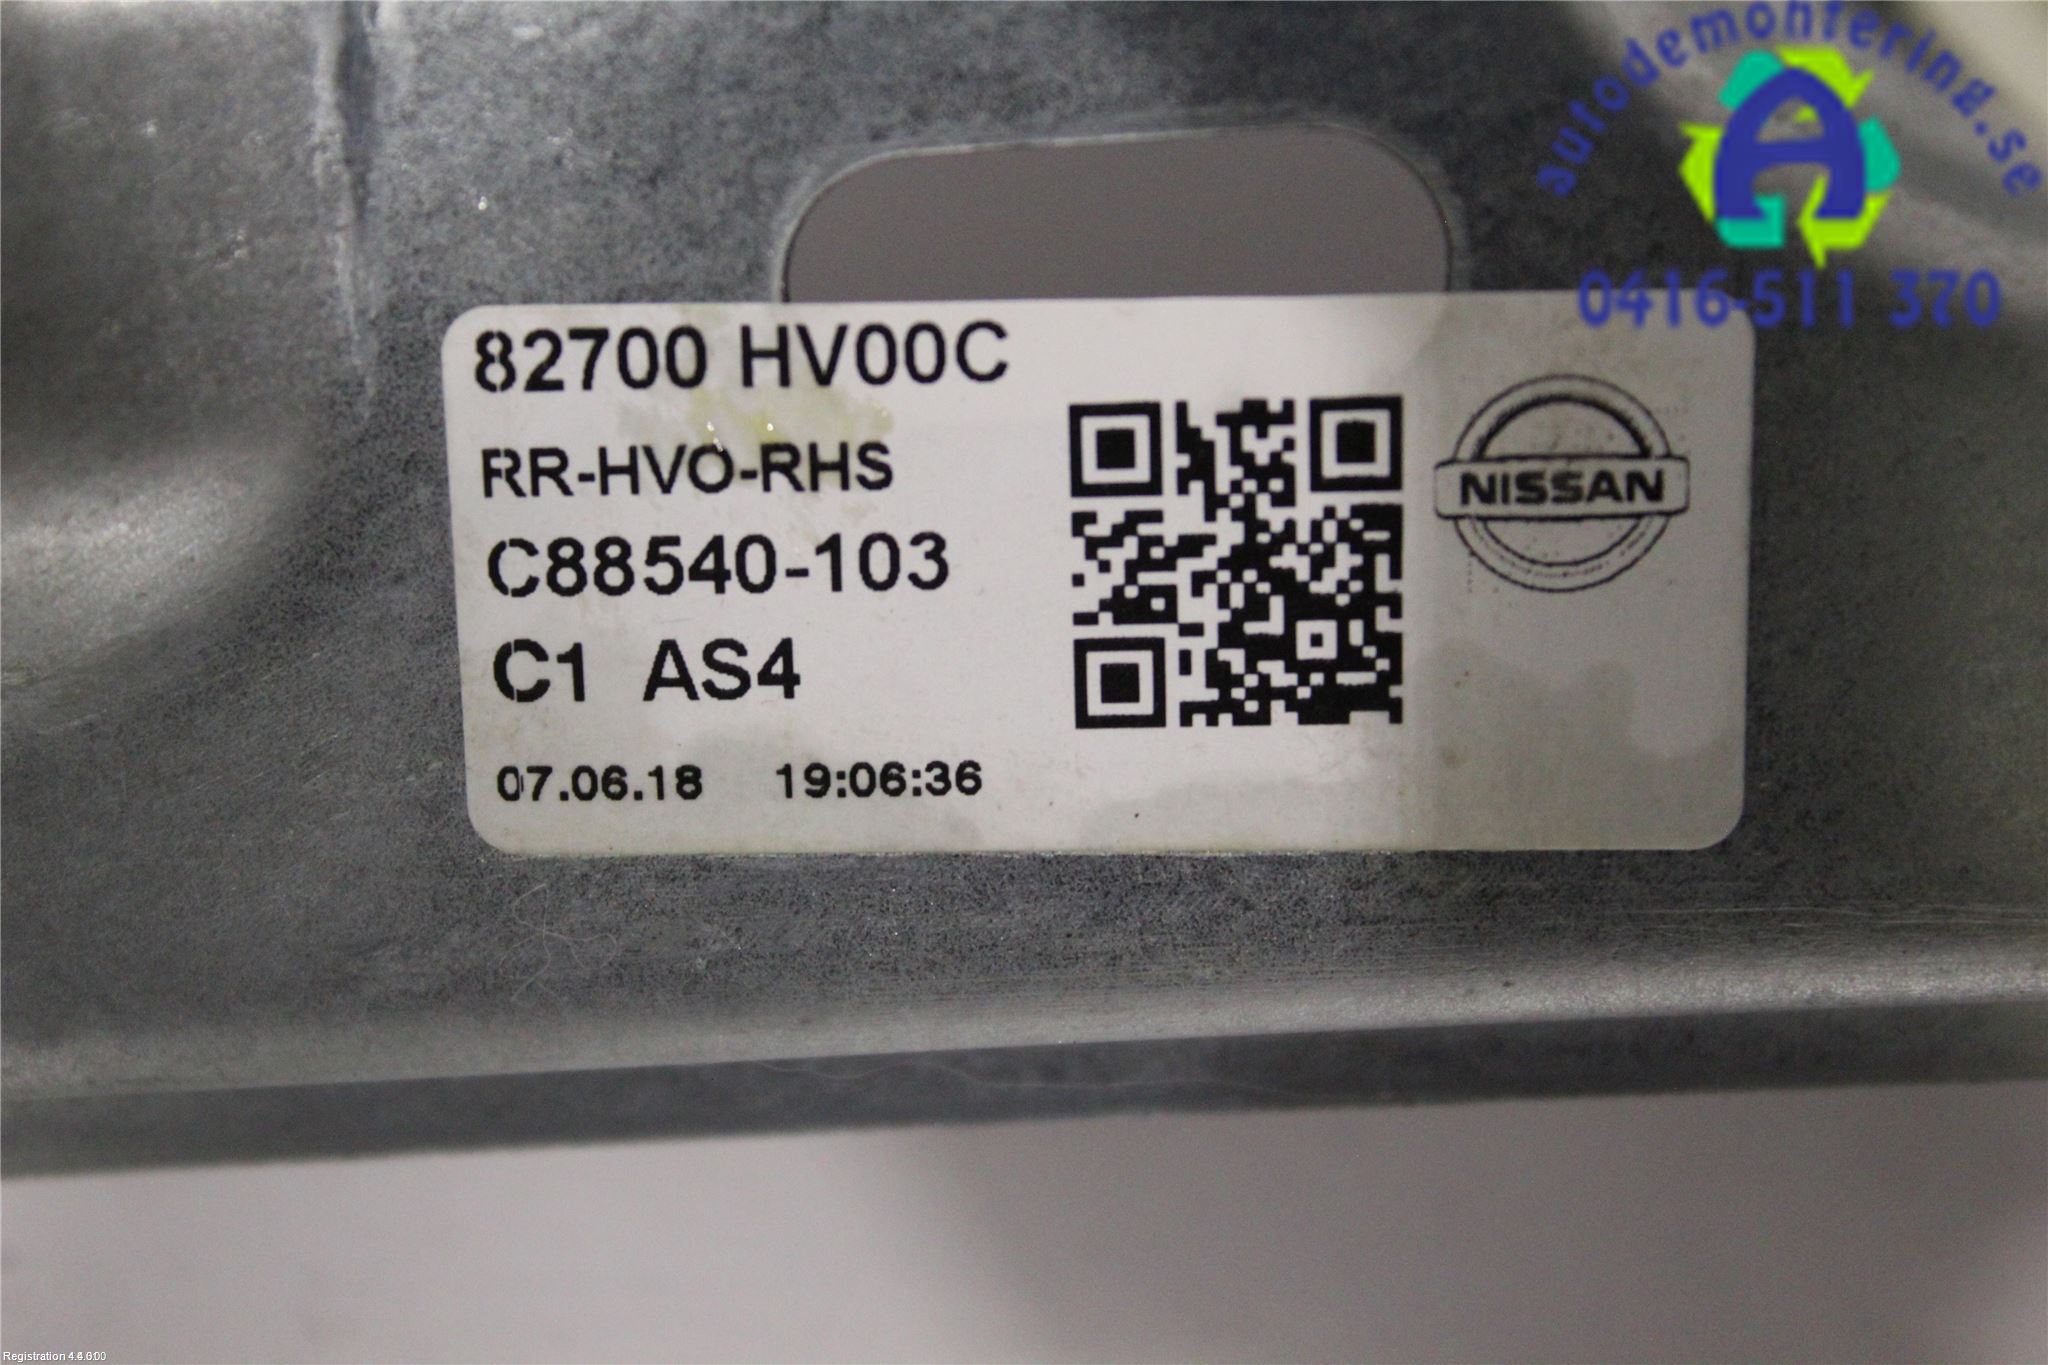 autodemontering.se
A
0416-511 370
82700 HV00C
RR-HVO-RHS
C88540-103
C1 AS4
07.06.18 19:06:36
NISSAN